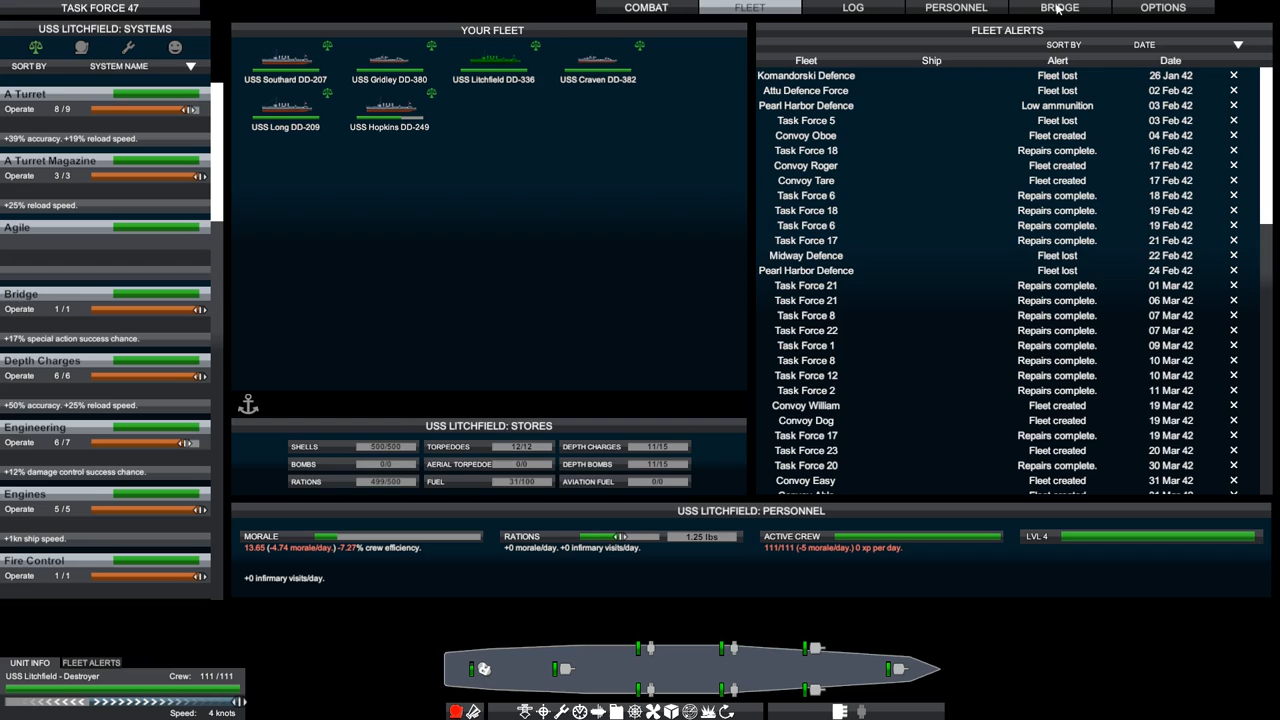 TASK FORCE 47
COMBAT FLEET LOG PERSONNEL BRIDGE OPTIONS
USS LITCHFIELD: SYSTEMS
SORT BY SYSTEM NAME
A Turret
Operate 8 / 9
+39% accuracy. +19% reload speed.
A Turret Magazine
Operate 3 / 3
+25% reload speed.
Agile
Bridge
Operate 1 / 1
+17% special action success chance.
Depth Charges
Operate 6 / 6
+50% accuracy. +25% reload speed.
Engineering
Operate 6 / 7
+12% damage control success chance.
Engines
Operate 5 / 5
+1kn ship speed.
Fire Control
Operate 1 / 1
YOUR FLEET
USS Southard DD-207 USS Gridley DD-380 USS Litchfield DD-336 USS Craven DD-382
USS Long DD-209 USS Hopkins DD-249
USS LITCHFIELD: STORES
SHELLS 500/500 TORPEDOES 12/12 DEPTH CHARGES 11/15
BOMBS 0/0 AERIAL TORPEDOE 0/0 DEPTH BOMBS 11/15
RATIONS 499/500 FUEL 31/100 AVIATION FUEL 0/0
FLEET ALERTS
SORT BY DATE
Fleet Ship Alert Date
Komandorski Defence Fleet lost 26 Jan 42 X
Attu Defence Force Fleet lost 02 Feb 42 X
Pearl Harbor Defence Low ammunition 03 Feb 42 X
Task Force 5 Fleet lost 03 Feb 42 X
Convoy Oboe Fleet created 04 Feb 42 X
Task Force 18 Repairs complete. 16 Feb 42 X
Convoy Roger Fleet created 17 Feb 42 X
Convoy Tare Fleet created 17 Feb 42 X
Task Force 6 Repairs complete. 18 Feb 42 X
Task Force 18 Repairs complete. 19 Feb 42 X
Task Force 6 Repairs complete. 19 Feb 42 X
Task Force 17 Repairs complete. 21 Feb 42 X
Midway Defence Fleet lost 22 Feb 42 X
Pearl Harbor Defence Fleet lost 24 Feb 42 X
Task Force 21 Repairs complete. 01 Mar 42 X
Task Force 21 Repairs complete. 06 Mar 42 X
Task Force 8 Repairs complete. 07 Mar 42 X
Task Force 22 Repairs complete. 07 Mar 42 X
Task Force 1 Repairs complete. 09 Mar 42 X
Task Force 8 Repairs complete. 10 Mar 42 X
Task Force 12 Repairs complete. 10 Mar 42 X
Task Force 2 Repairs complete. 11 Mar 42 X
Convoy William Fleet created 19 Mar 42 X
Convoy Dog Fleet created 19 Mar 42 X
Task Force 17 Repairs complete. 19 Mar 42 X
Task Force 23 Fleet created 20 Mar 42 X
Task Force 20 Repairs complete. 30 Mar 42 X
Convoy Easy Fleet created 31 Mar 42 X
USS LITCHFIELD: PERSONNEL
MORALE RATIONS 1.25 lbs ACTIVE CREW LVL 4
13.65 (-4.74 morale/day.) -7.27% crew efficiency. +0 morale/day. +0 infirmary visits/day. 111/111 (-5 morale/day.) 0 xp per day.
+0 infirmary visits/day.
UNIT INFO FLEET ALERTS
USS Litchfield - Destroyer Crew: 111 /111
Speed: 4 knots